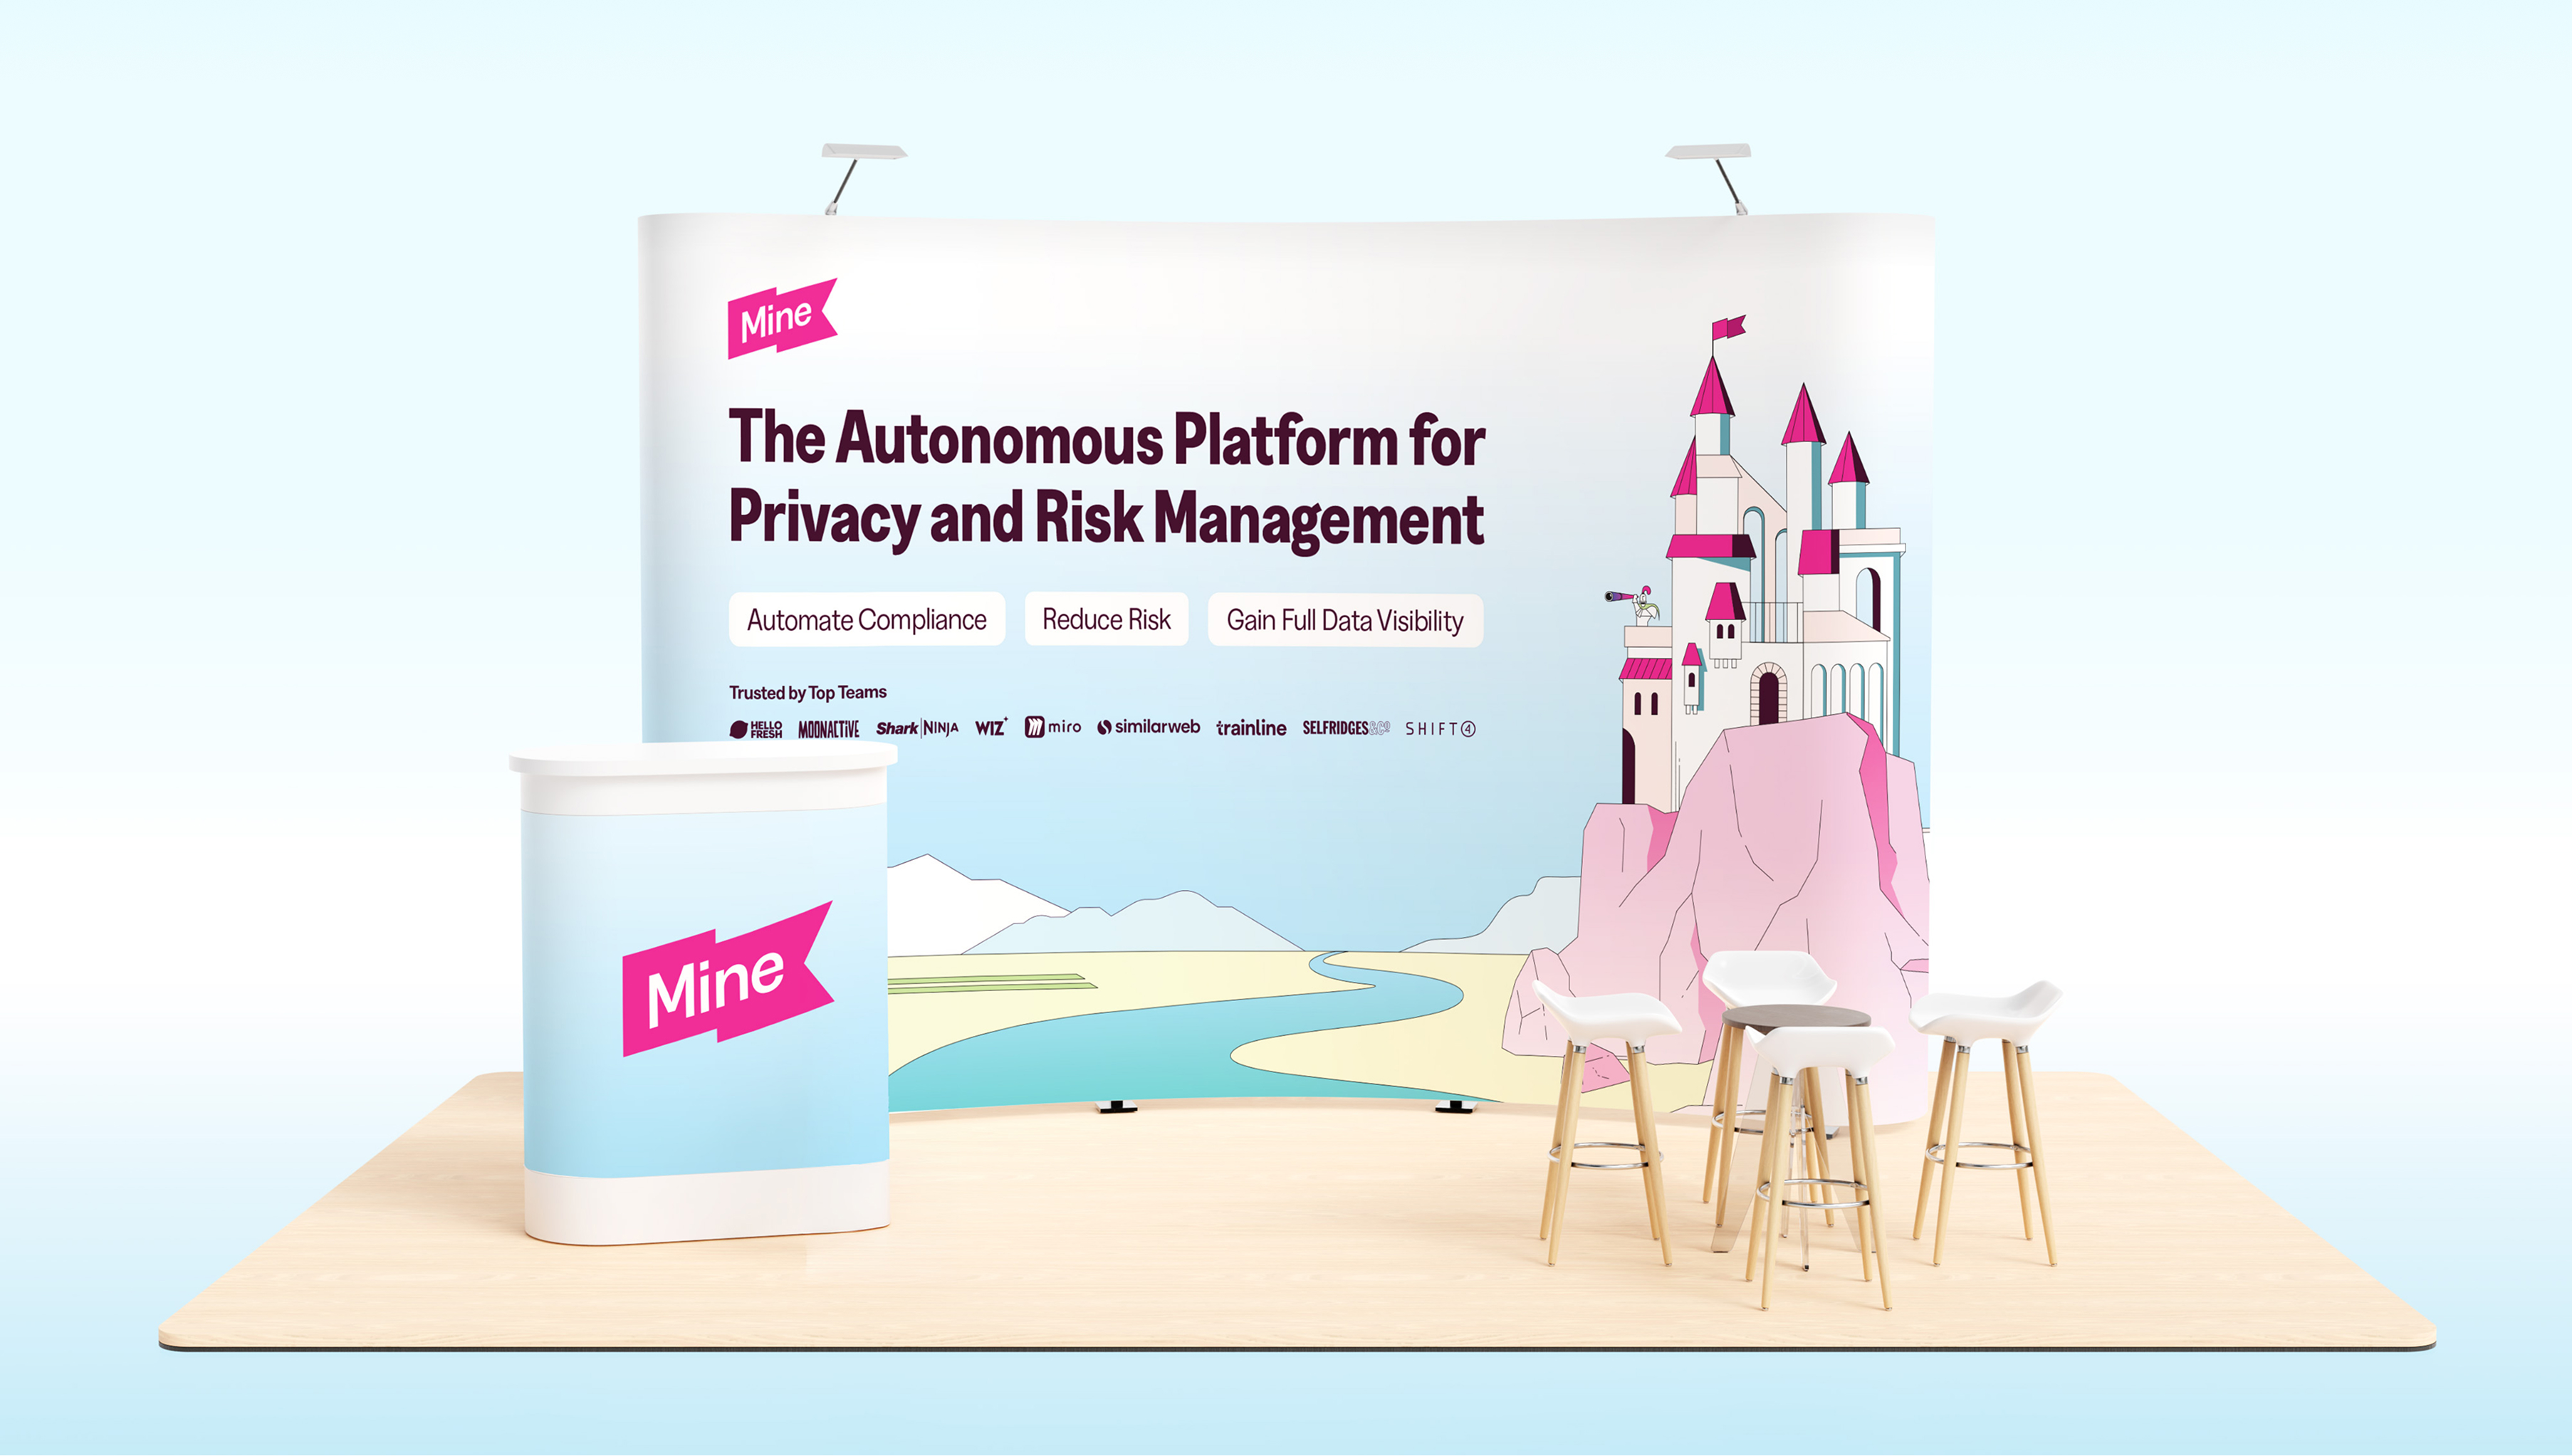 Mine
The Autonomous Platform for
Privacy and Risk Management
Automate Compliance Reduce Risk Gain Full Data Visibility
Trusted by Top Teams
HELLO FRESH MOONACTIVE Shark NINJA WIZ miro similarweb trainline SELFRIDGES&Co SHIFT4
Mine